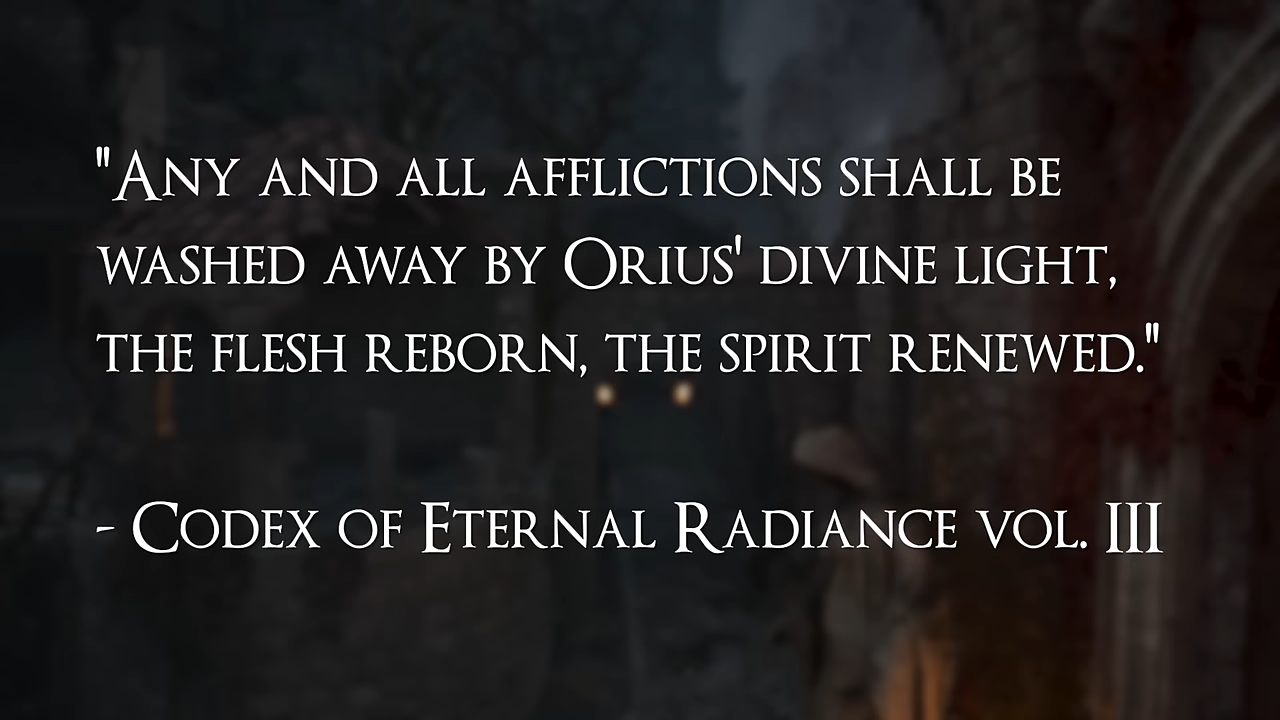 "Any and all afflictions shall be
washed away by Orius' divine light,
the flesh reborn, the spirit renewed."
- Codex of Eternal Radiance vol. III